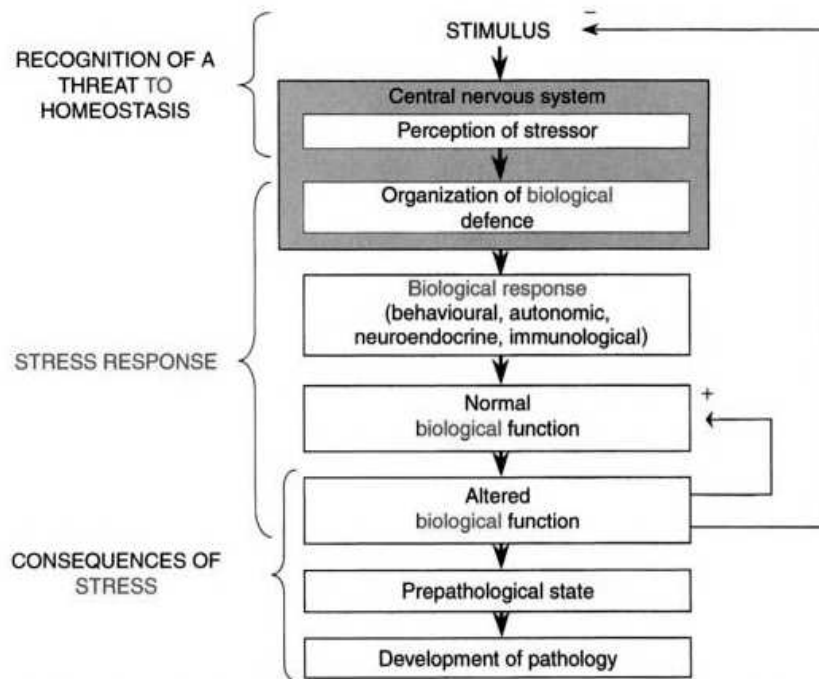 STIMULUS
−
RECOGNITION OF A
THREAT TO
HOMEOSTASIS
Central nervous system
Perception of stressor
Organization of biological
defence
Biological response
(behavioural, autonomic,
neuroendocrine, immunological)
STRESS RESPONSE
Normal
biological function
+
Altered
biological function
CONSEQUENCES OF
STRESS
Prepathological state
Development of pathology